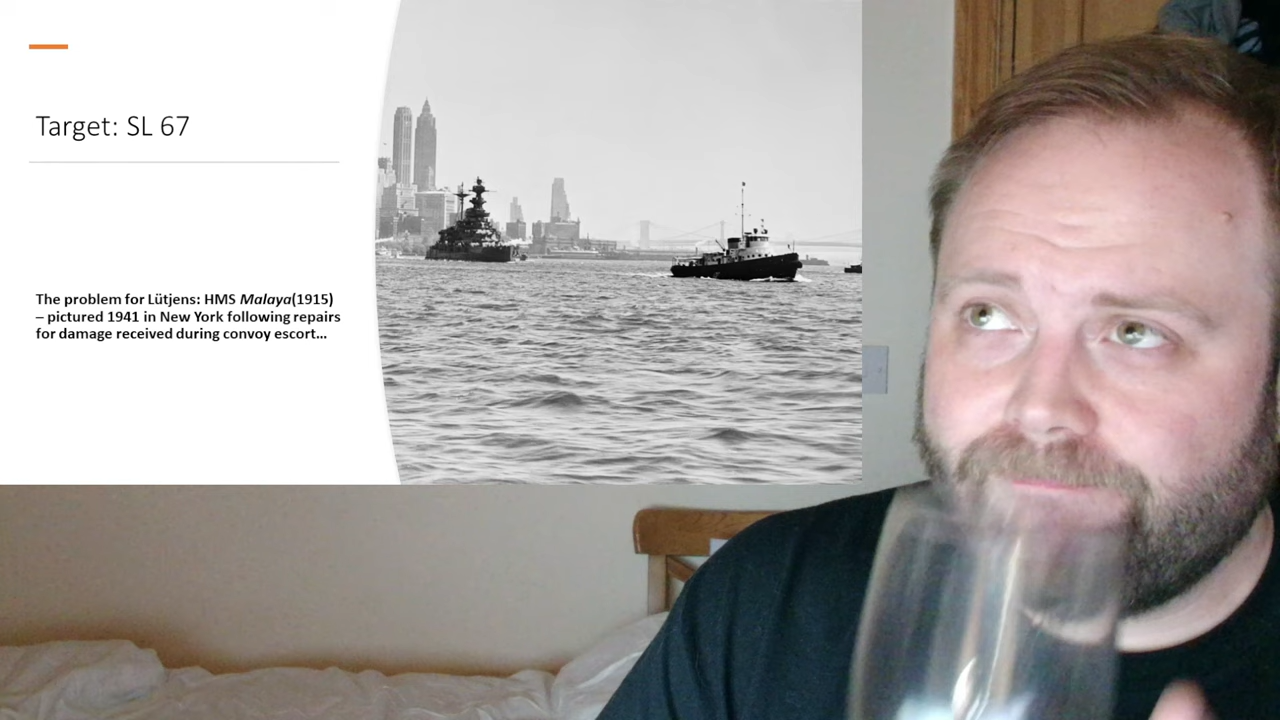 Target: SL 67
The problem for Lütjens: HMS Malaya(1915)
– pictured 1941 in New York following repairs
for damage received during convoy escort...